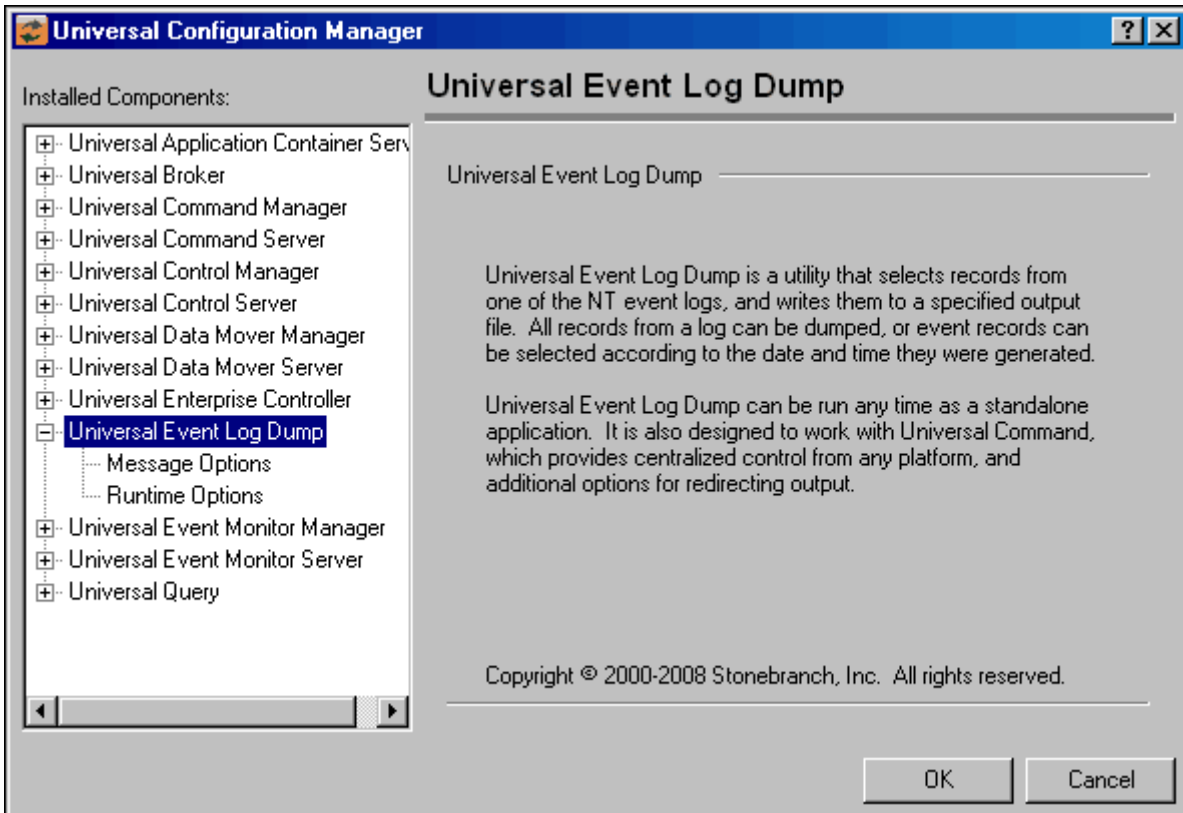 Universal Configuration Manager
Installed Components:
Universal Application Container Serv
Universal Broker
Universal Command Manager
Universal Command Server
Universal Control Manager
Universal Control Server
Universal Data Mover Manager
Universal Data Mover Server
Universal Enterprise Controller
Universal Event Log Dump
Message Options
Runtime Options
Universal Event Monitor Manager
Universal Event Monitor Server
Universal Query
Universal Event Log Dump
Universal Event Log Dump
Universal Event Log Dump is a utility that selects records from
one of the NT event logs, and writes them to a specified output
file. All records from a log can be dumped, or event records can
be selected according to the date and time they were generated.
Universal Event Log Dump can be run any time as a standalone
application. It is also designed to work with Universal Command,
which provides centralized control from any platform, and
additional options for redirecting output.
Copyright © 2000-2008 Stonebranch, Inc. All rights reserved.
OK
Cancel